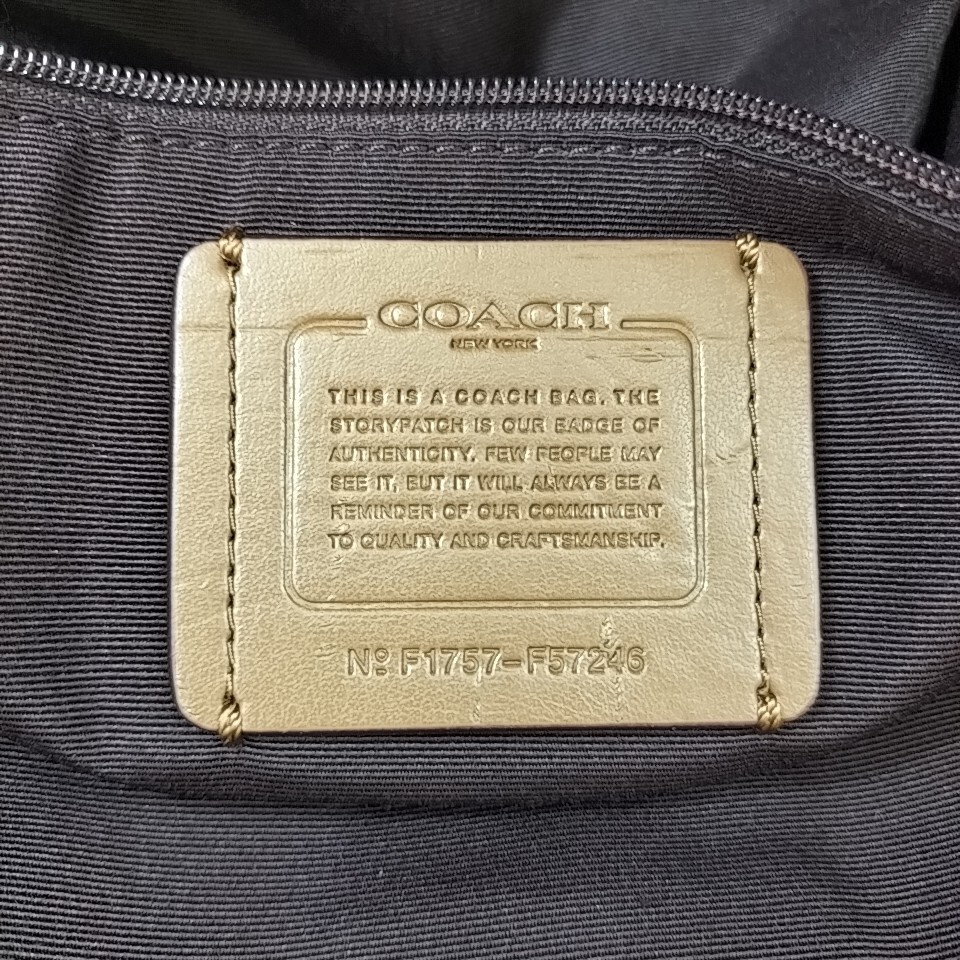 COACH
NEW YORK
THIS IS A COACH BAG. THE
STORYPATCH IS OUR BADGE OF
AUTHENTICITY. FEW PEOPLE MAY
SEE IT, BUT IT WILL ALWAYS BE A
REMINDER OF OUR COMMITMENT
TO QUALITY AND CRAFTSMANSHIP.
Nº F1757-F57246